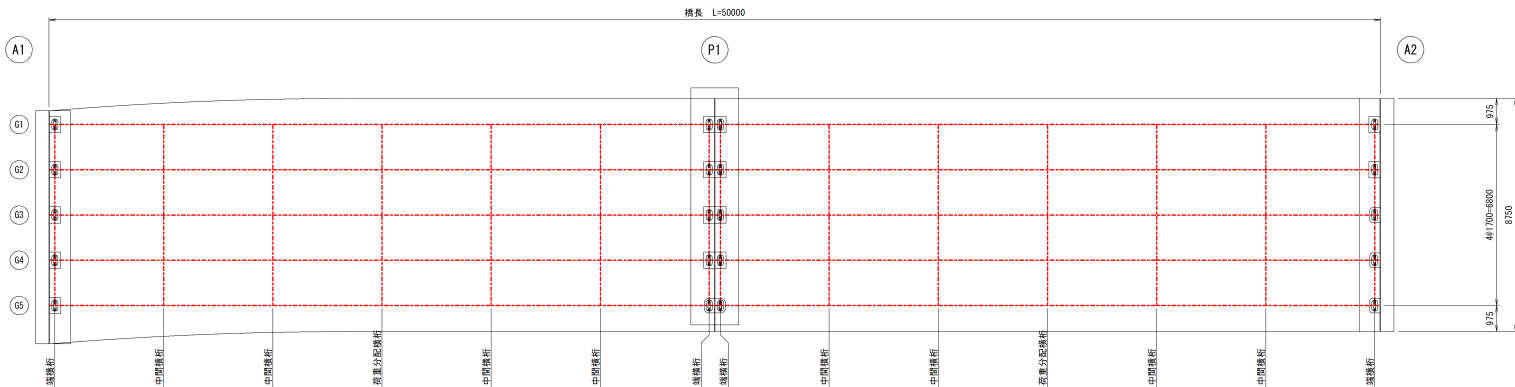 橋長 L=50000
A1
P1
A2
G1
G2
G3
G4
G5
975
4@1700=6800
8750
975
端横桁
中間横桁
中間横桁
荷重分配横桁
中間横桁
中間横桁
端横桁
端横桁
中間横桁
中間横桁
荷重分配横桁
中間横桁
中間横桁
端横桁